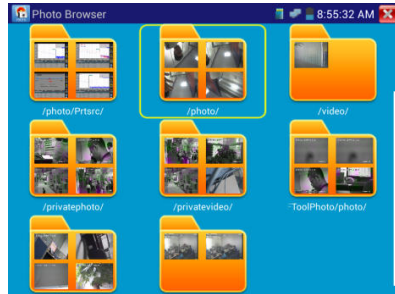 Photo Browser 8:55:32 AM
/photo/Prtsrc/ /photo/ /video/
/privatephoto/ /privatevideo/ ToolPhoto/photo/